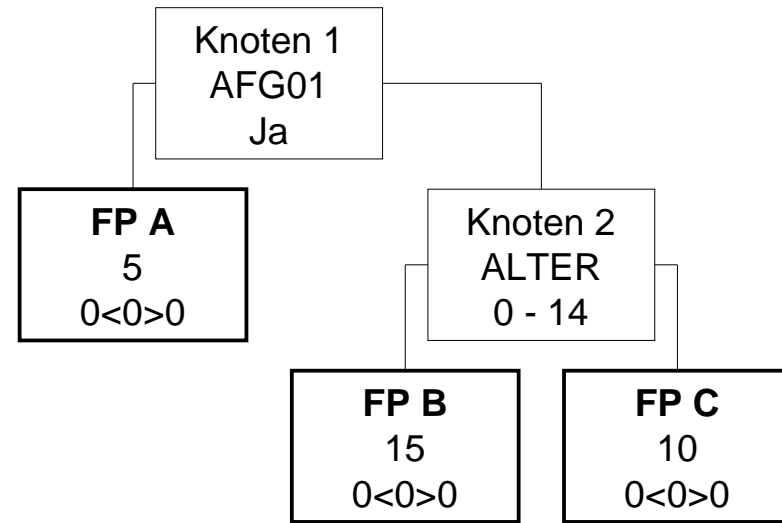 Knoten 1
AFG01
Ja
FP A
5
0<0>0
Knoten 2
ALTER
0 - 14
FP B
15
0<0>0
FP C
10
0<0>0